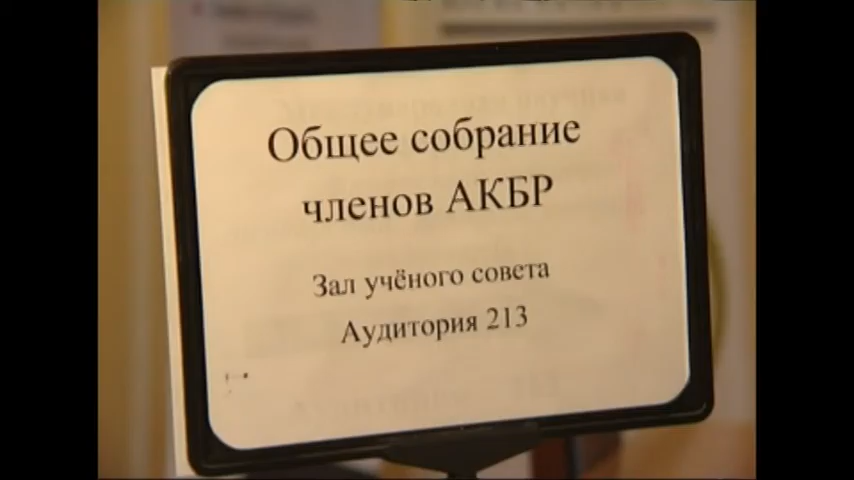 Общее собрание
членов АКБР
Зал учёного совета
Аудитория 213